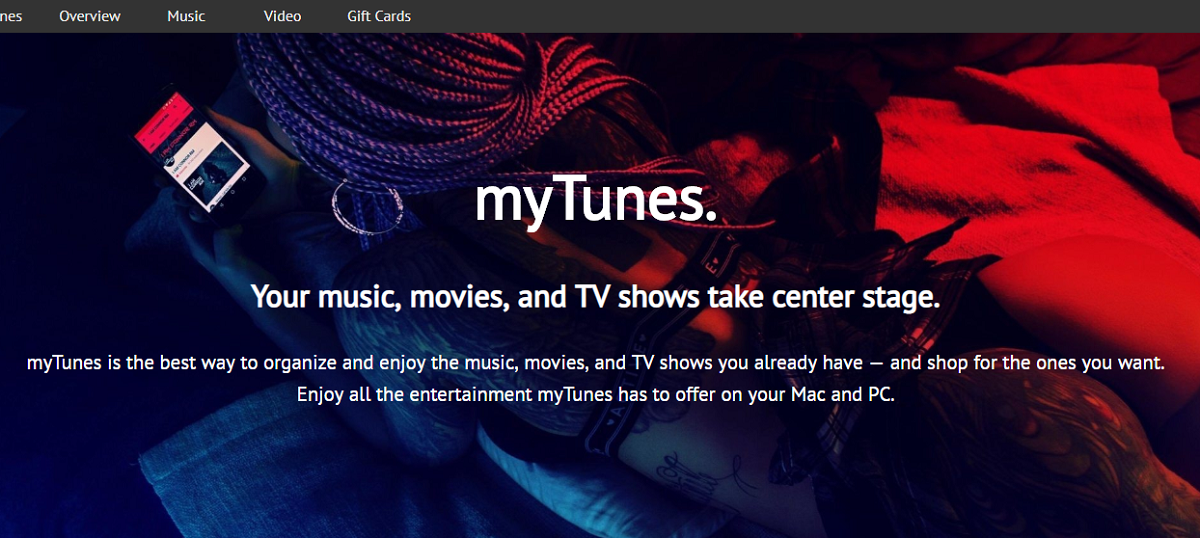 nes Overview Music Video Gift Cards
myTunes.
Your music, movies, and TV shows take center stage.
myTunes is the best way to organize and enjoy the music, movies, and TV shows you already have — and shop for the ones you want.
Enjoy all the entertainment myTunes has to offer on your Mac and PC.